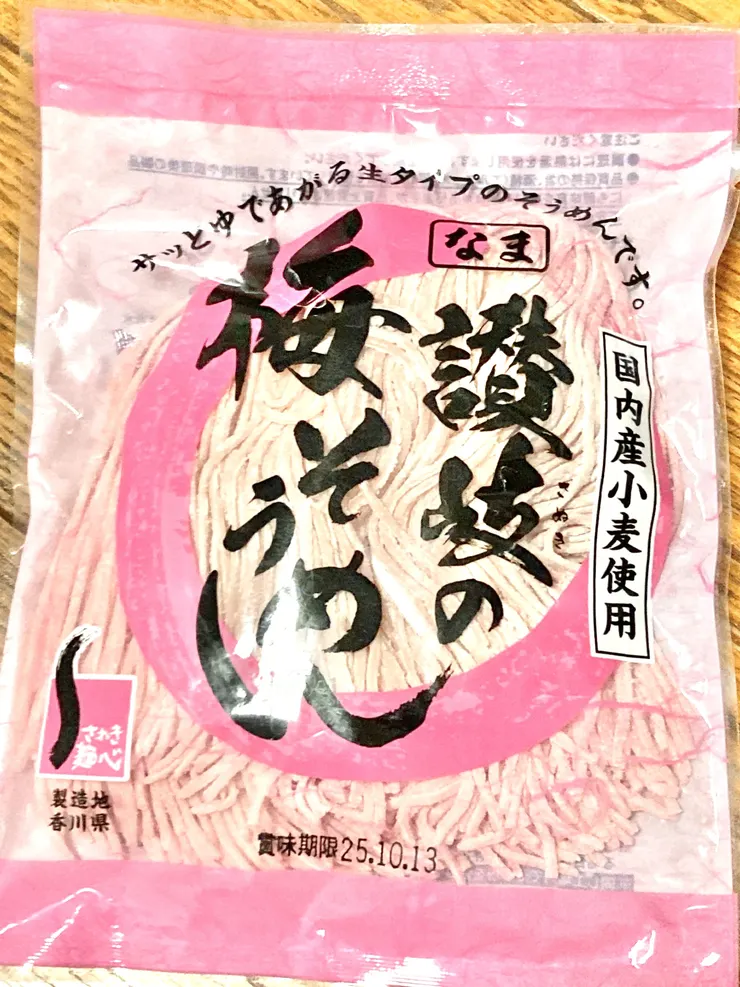 サッとゆであがる生タイプのそうめんです。
なま
讃岐の
さぬき
梅そうめん
国内産小麦使用
さぬき
麺心
製造地
香川県
賞味期限25.10.13